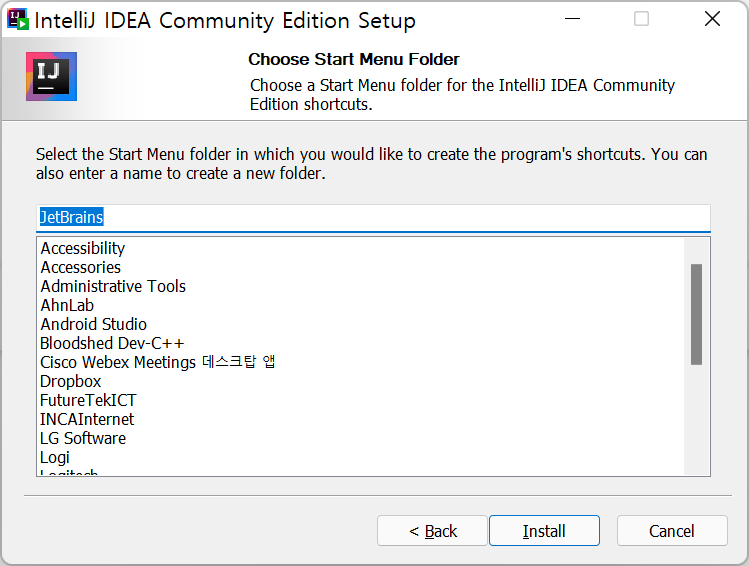 IntelliJ IDEA Community Edition Setup
IJ
Choose Start Menu Folder
Choose a Start Menu folder for the IntelliJ IDEA Community
Edition shortcuts.
Select the Start Menu folder in which you would like to create the program's shortcuts. You can
also enter a name to create a new folder.
JetBrains
Accessibility
Accessories
Administrative Tools
AhnLab
Android Studio
Bloodshed Dev-C++
Cisco Webex Meetings 데스크탑 앱
Dropbox
FutureTekICT
INCAInternet
LG Software
Logi
Logitech
< Back
Install
Cancel